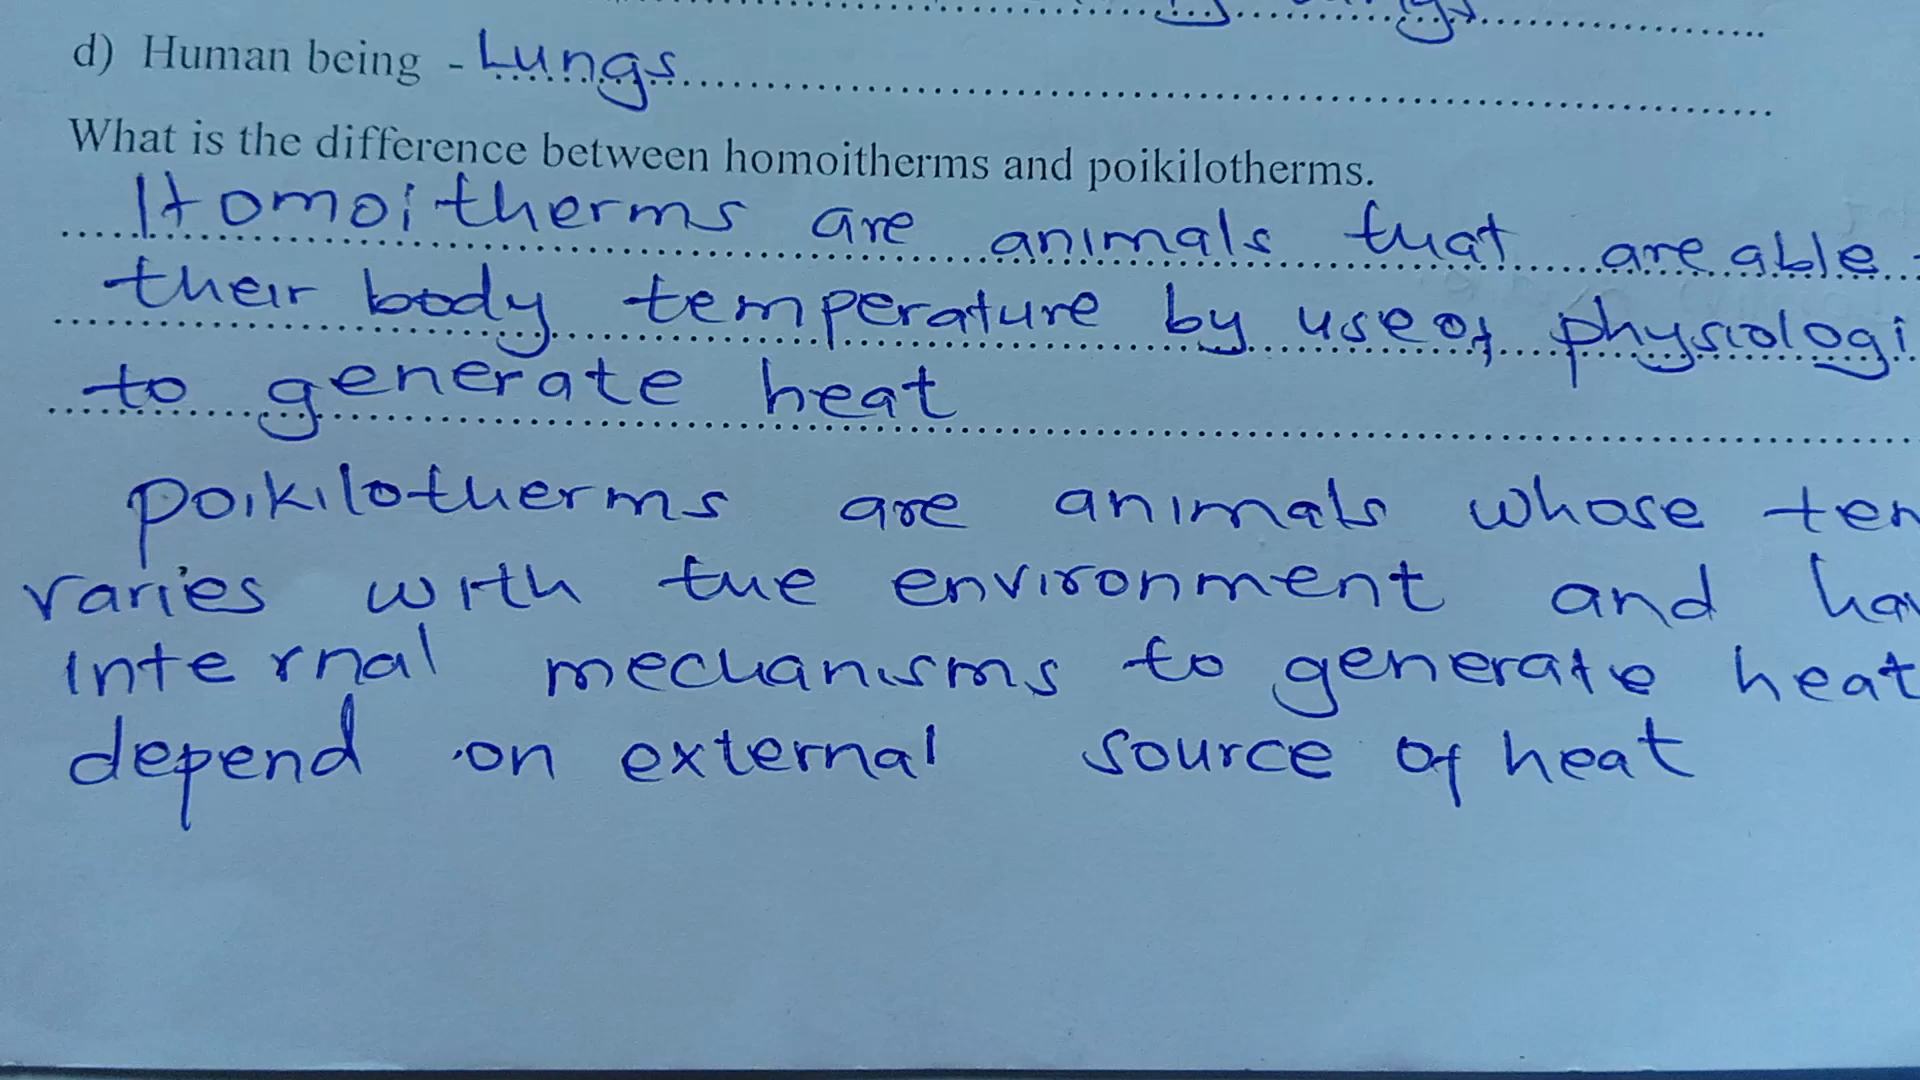 d) Human being - Lungs
What is the difference between homoitherms and poikilotherms.
Homoitherms are animals that are able
their body temperature by use of physiologi
to generate heat
poikilotherms are animals whose tem
varies with the environment and hav
internal mechanisms to generate heat
depend on external source of heat